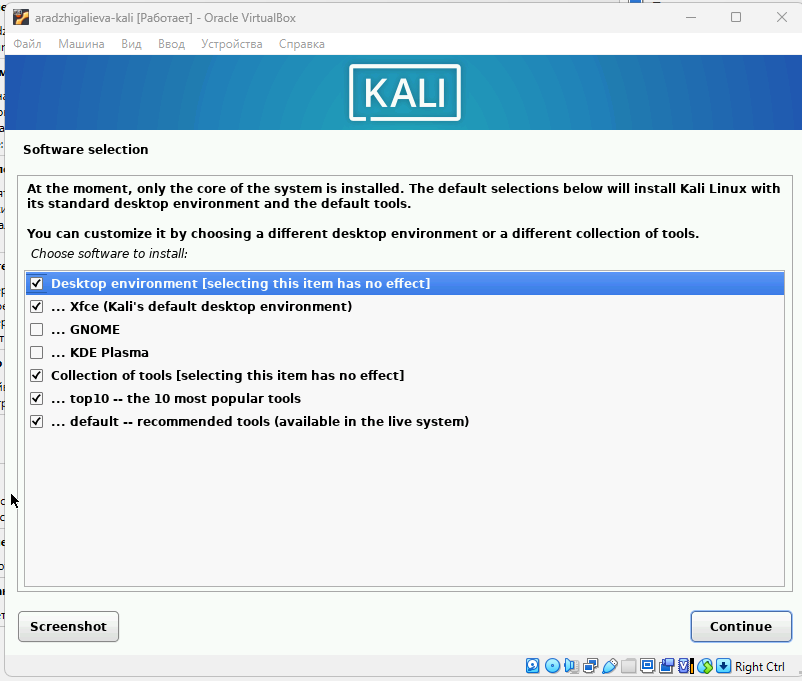 aradzhigalieva-kali [Работает] - Oracle VirtualBox
Файл Машина Вид Ввод Устройства Справка
KALI
Software selection
At the moment, only the core of the system is installed. The default selections below will install Kali Linux with
its standard desktop environment and the default tools.
You can customize it by choosing a different desktop environment or a different collection of tools.
Choose software to install:
Desktop environment [selecting this item has no effect]
... Xfce (Kali's default desktop environment)
... GNOME
... KDE Plasma
Collection of tools [selecting this item has no effect]
... top10 -- the 10 most popular tools
... default -- recommended tools (available in the live system)
Screenshot
Continue
Right Ctrl